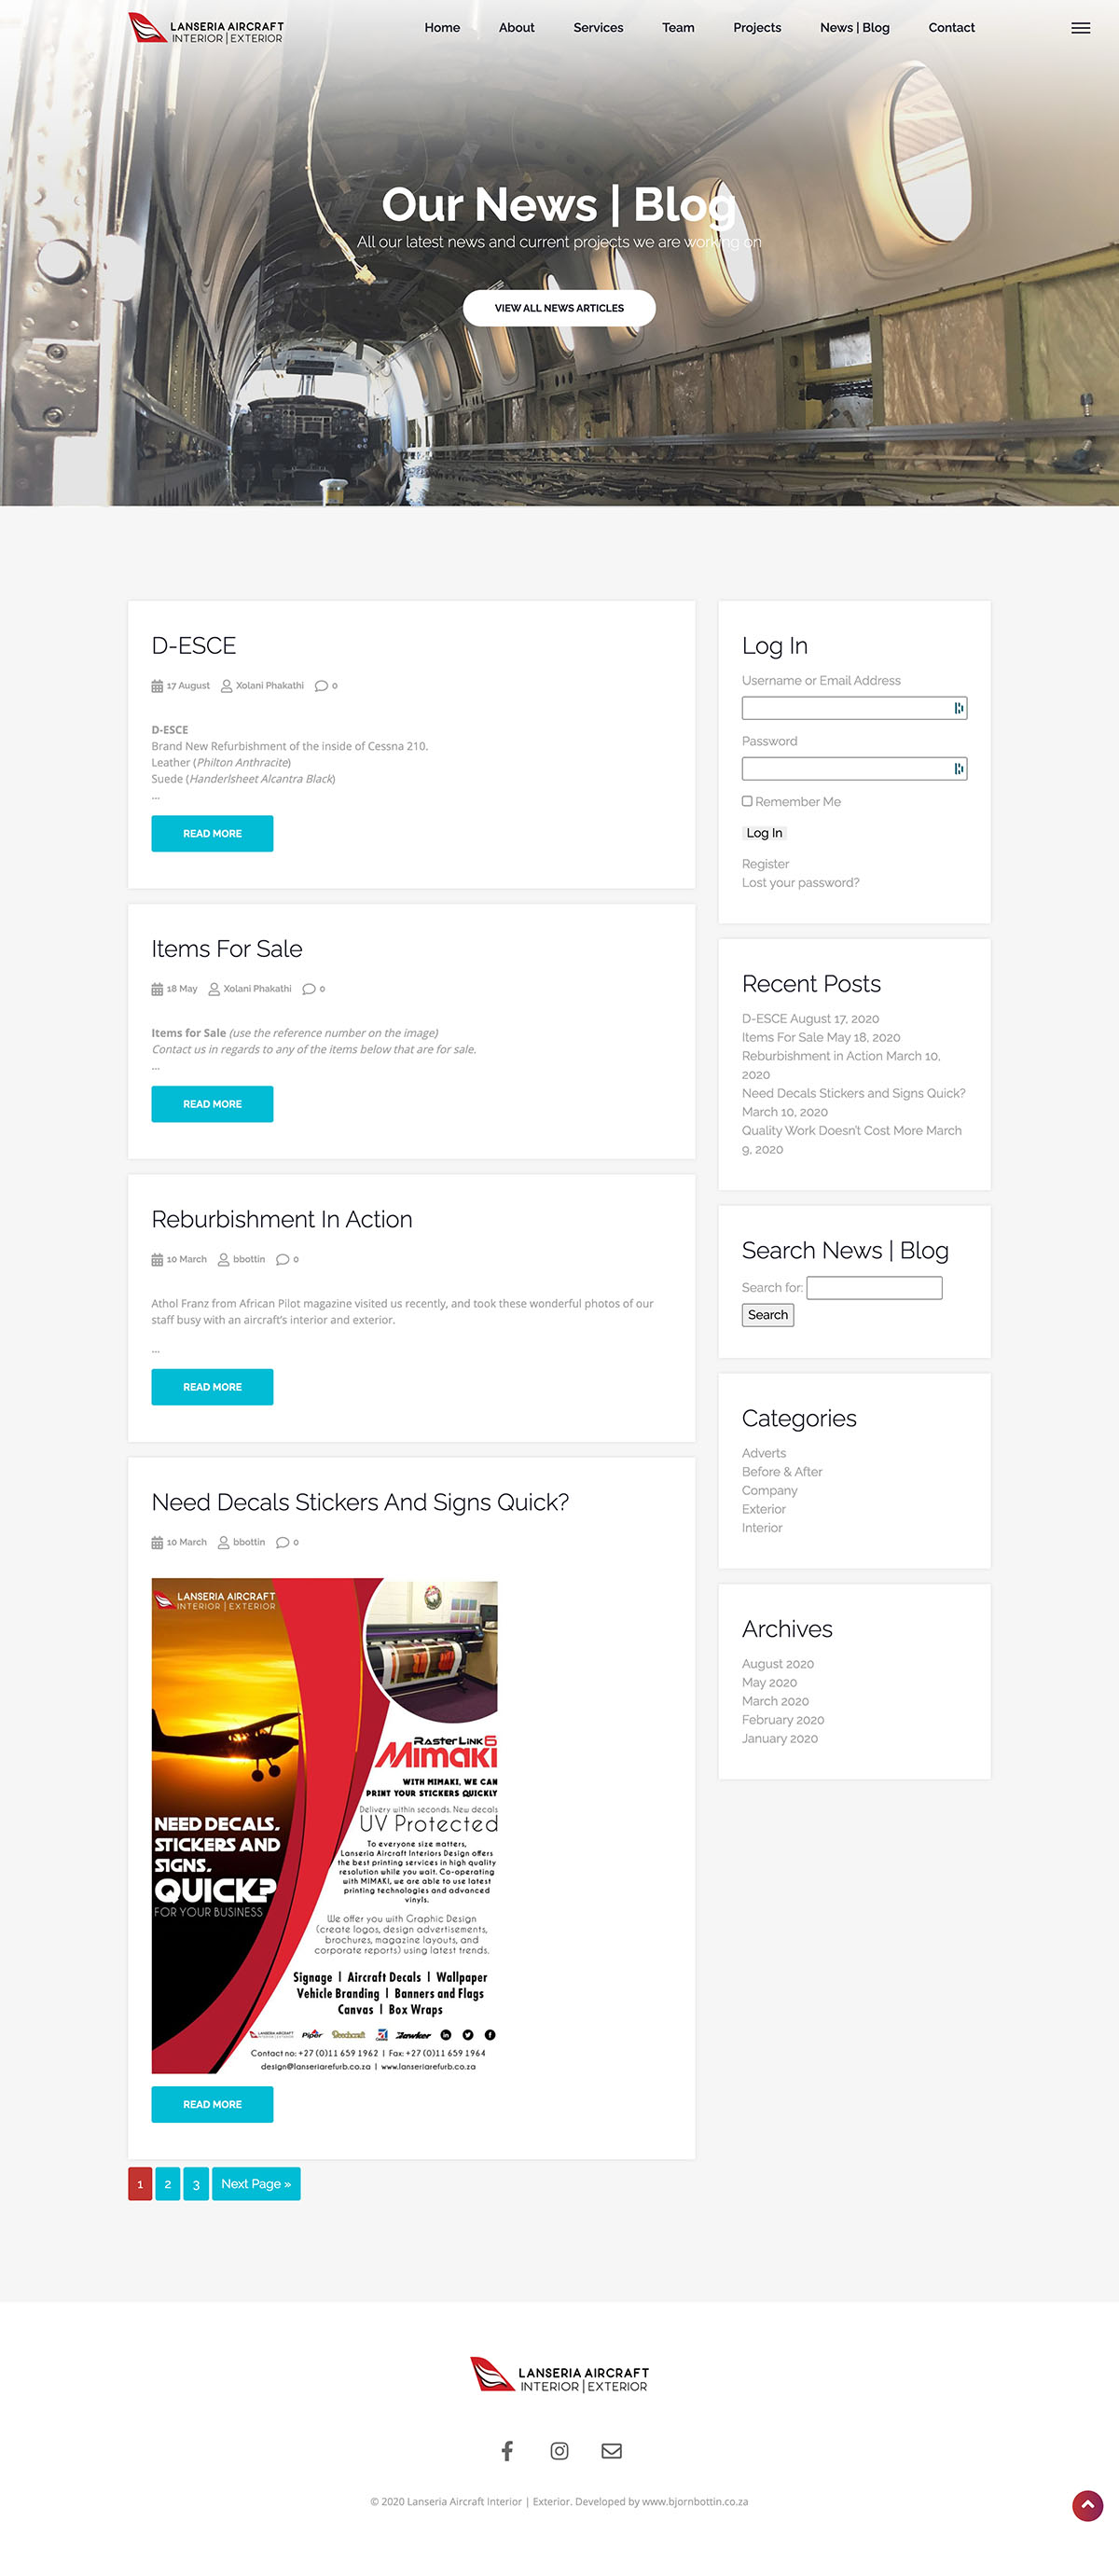 LANSERIA AIRCRAFT
INTERIOR | EXTERIOR
Home About Services Team Projects News | Blog Contact
Our News | Blog
All our latest news and current projects we are working on
VIEW ALL NEWS ARTICLES
D-ESCE
17 August Xolani Phakathi 0
D-ESCE
Brand New Refurbishment of the inside of Cessna 210.
Leather (Philton Anthracite)
Suede (Handerlsheet Alcantra Black)
...
READ MORE
Items For Sale
18 May Xolani Phakathi 0
Items for Sale (use the reference number on the image)
Contact us in regards to any of the items below that are for sale.
...
READ MORE
Reburbishment In Action
10 March bbottin 0
Athol Franz from African Pilot magazine visited us recently, and took these wonderful photos of our
staff busy with an aircraft's interior and exterior.
...
READ MORE
Need Decals Stickers And Signs Quick?
10 March bbottin 0
LANSERIA AIRCRAFT
INTERIOR | EXTERIOR
RasterLink6
Mimaki
WITH MIMAKI, WE CAN
PRINT YOUR STICKERS QUICKLY
Delivery within seconds. New decals
UV Protected
To everyone size matters,
Lanseria Aircraft Interiors Design offers
the best printing services in high quality
resolution while you wait. Co-operating
with MIMAKI, we are able to use latest
printing technologies and advanced
vinyls.
NEED DECALS,
STICKERS AND
SIGNS.
QUICK?
FOR YOUR BUSINESS
We offer you with Graphic Design
(create logos, design advertisements,
brochures, magazine layouts, and
corporate reports) using latest trends.
Signage | Aircraft Decals | Wallpaper
Vehicle Branding | Banners and Flags
Canvas | Box Wraps
LANSERIA AIRCRAFT Piper Beechcraft Hawker
Contact no: +27 (0)11 659 1962 | Fax: +27 (0)11 659 1964
design@lanseriarefurb.co.za | www.lanseriarefurb.co.za
READ MORE
1 2 3 Next Page »
Log In
Username or Email Address
Password
Remember Me
Log In
Register
Lost your password?
Recent Posts
D-ESCE August 17, 2020
Items For Sale May 18, 2020
Reburbishment in Action March 10,
2020
Need Decals Stickers and Signs Quick?
March 10, 2020
Quality Work Doesn't Cost More March
9, 2020
Search News | Blog
Search for:
Search
Categories
Adverts
Before & After
Company
Exterior
Interior
Archives
August 2020
May 2020
March 2020
February 2020
January 2020
LANSERIA AIRCRAFT
INTERIOR | EXTERIOR
© 2020 Lanseria Aircraft Interior | Exterior. Developed by www.bjornbottin.co.za